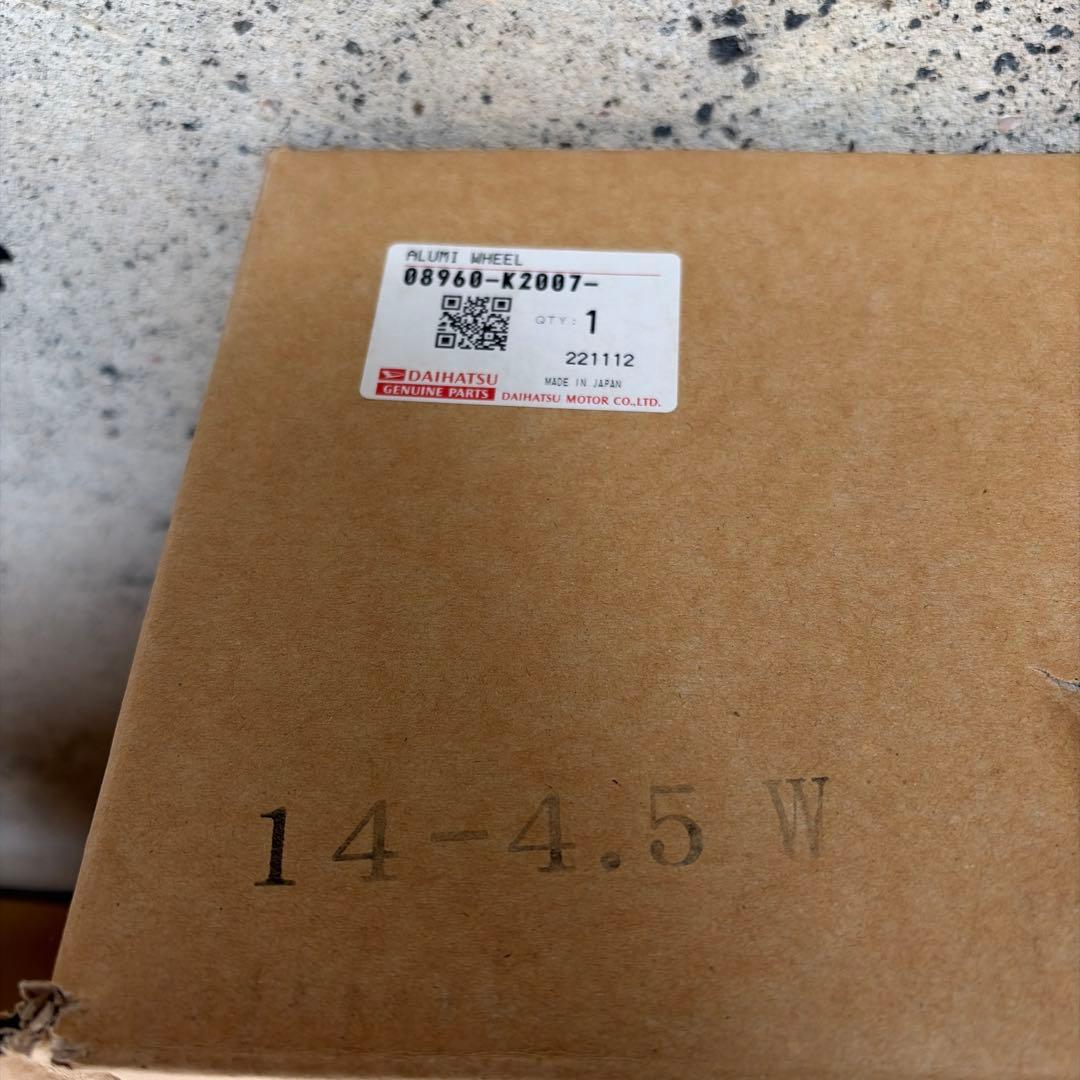 ALUMI WHEEL
08960-K2007-
QTY: 1
221112
DAIHATSU
MADE IN JAPAN
GENUINE PARTS
DAIHATSU MOTOR CO.,LTD.
14-4.5 W